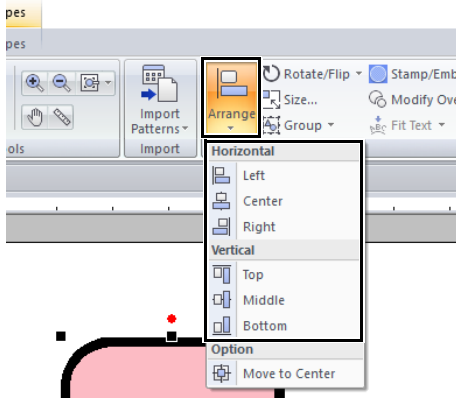 pes
pes
Rotate/Flip
Stamp/Emb
Size...
Modify Ove
Import
Patterns
Arrange
Group
Fit Text
ols
Import
Horizontal
Left
Center
Right
Vertical
Top
Middle
Bottom
Option
Move to Center